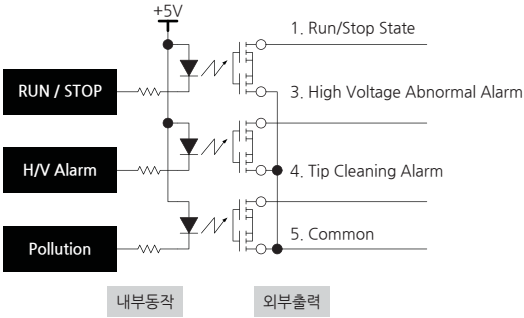 +5V
1. Run/Stop State
RUN / STOP
3. High Voltage Abnormal Alarm
H/V Alarm
4. Tip Cleaning Alarm
Pollution
5. Common
내부동작
외부출력